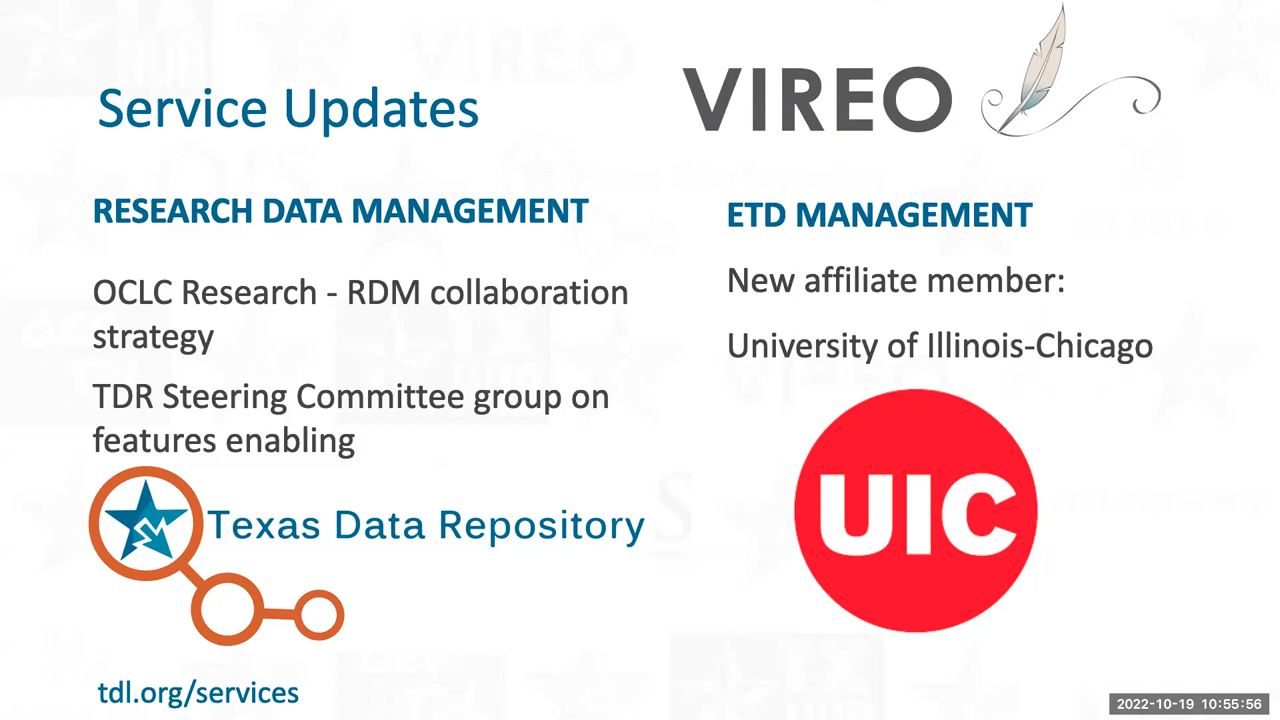 Service Updates
VIREO
RESEARCH DATA MANAGEMENT
OCLC Research - RDM collaboration
strategy
TDR Steering Committee group on
features enabling
Texas Data Repository
tdl.org/services
ETD MANAGEMENT
New affiliate member:
University of Illinois-Chicago
UIC
2022-10-19 10:55:56